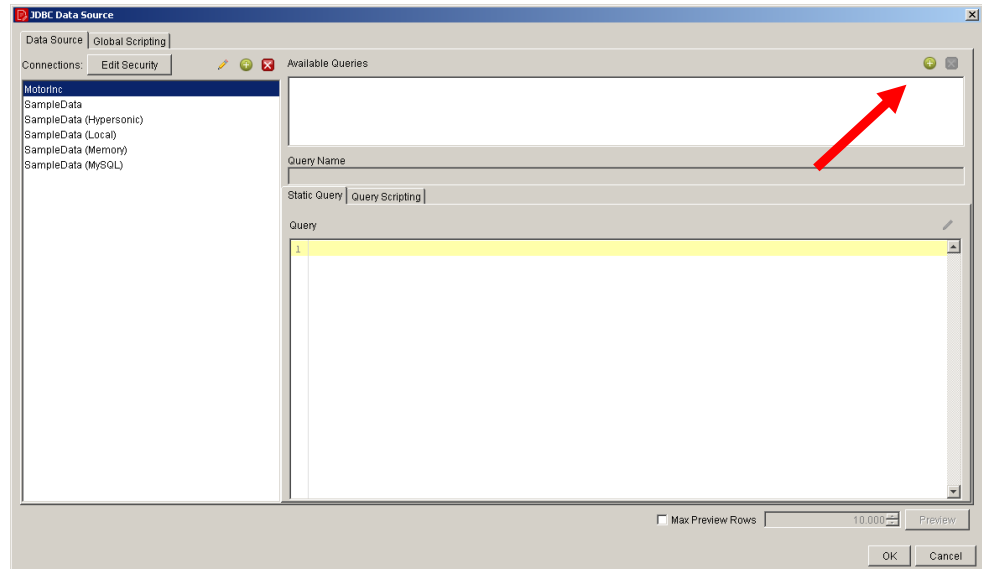 JDBC Data Source
Data Source Global Scripting
Connections: Edit Security
MotorInc
SampleData
SampleData (Hypersonic)
SampleData (Local)
SampleData (Memory)
SampleData (MySQL)
Available Queries
Query Name
Static Query Query Scripting
Query
1
Max Preview Rows 10.000 Preview
OK Cancel